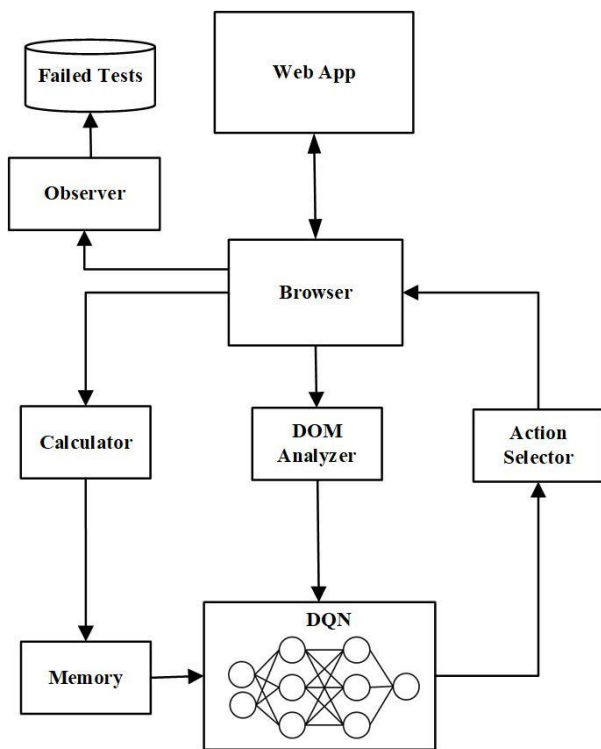 Failed Tests
Web App
Observer
Browser
Calculator
DOM
Analyzer
Action
Selector
DQN
Memory